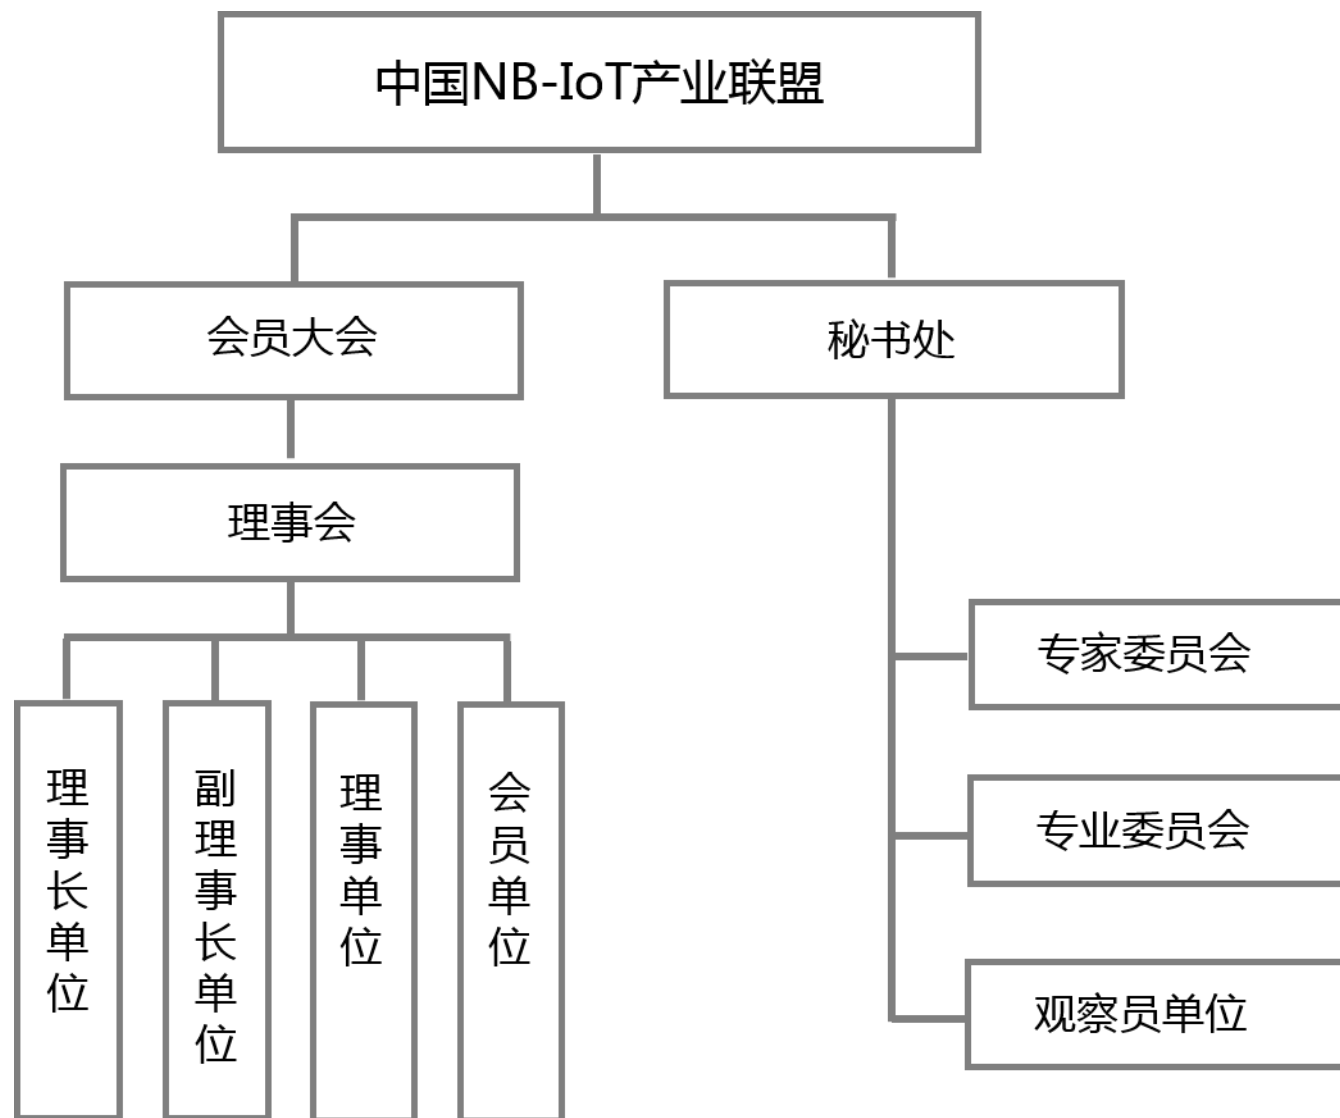 中国NB-IoT产业联盟
会员大会
秘书处
理事会
理事长单位
副理事长单位
理事单位
会员单位
专家委员会
专业委员会
观察员单位